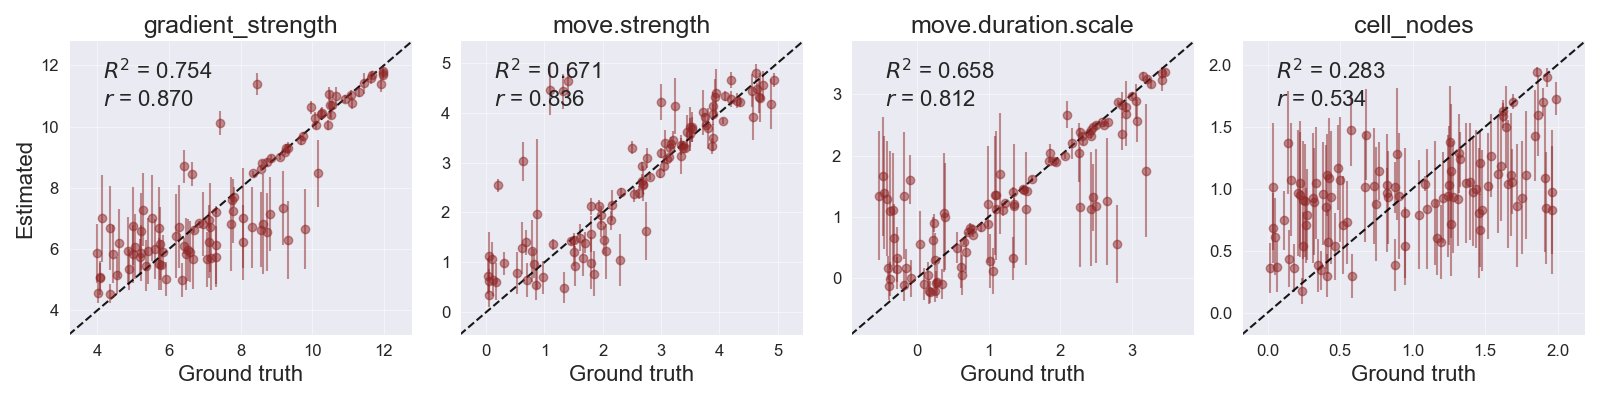 gradient_strength
R² = 0.754
r = 0.870
12
10
8
6
4
4 6 8 10 12
Estimated
Ground truth
move.strength
R² = 0.671
r = 0.836
5
4
3
2
1
0
0 1 2 3 4 5
Ground truth
move.duration.scale
R² = 0.658
r = 0.812
3
2
1
0
0 1 2 3
Ground truth
cell_nodes
R² = 0.283
r = 0.534
2.0
1.5
1.0
0.5
0.0
0.0 0.5 1.0 1.5 2.0
Ground truth